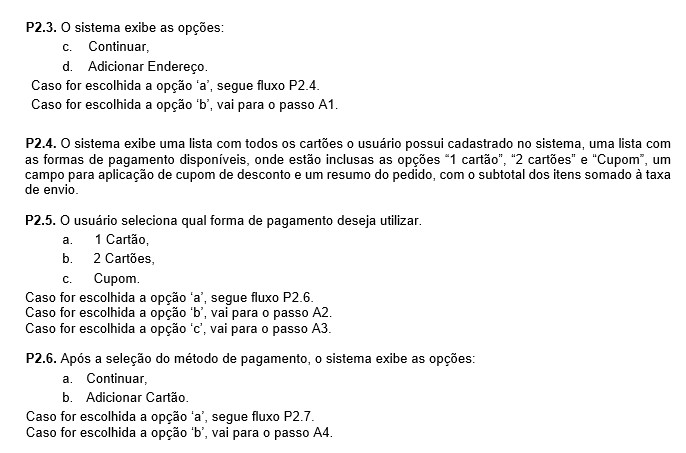 P2.3. O sistema exibe as opções:
c. Continuar,
d. Adicionar Endereço.
Caso for escolhida a opção ‘a’, segue fluxo P2.4.
Caso for escolhida a opção ‘b’, vai para o passo A1.
P2.4. O sistema exibe uma lista com todos os cartões o usuário possui cadastrado no sistema, uma lista com
as formas de pagamento disponíveis, onde estão inclusas as opções “1 cartão”, “2 cartões” e “Cupom”, um
campo para aplicação de cupom de desconto e um resumo do pedido, com o subtotal dos itens somado à taxa
de envio.
P2.5. O usuário seleciona qual forma de pagamento deseja utilizar.
a. 1 Cartão,
b. 2 Cartões,
c. Cupom.
Caso for escolhida a opção ‘a’, segue fluxo P2.6.
Caso for escolhida a opção ‘b’, vai para o passo A2.
Caso for escolhida a opção ‘c’, vai para o passo A3.
P2.6. Após a seleção do método de pagamento, o sistema exibe as opções:
a. Continuar,
b. Adicionar Cartão.
Caso for escolhida a opção ‘a’, segue fluxo P2.7.
Caso for escolhida a opção ‘b’, vai para o passo A4.